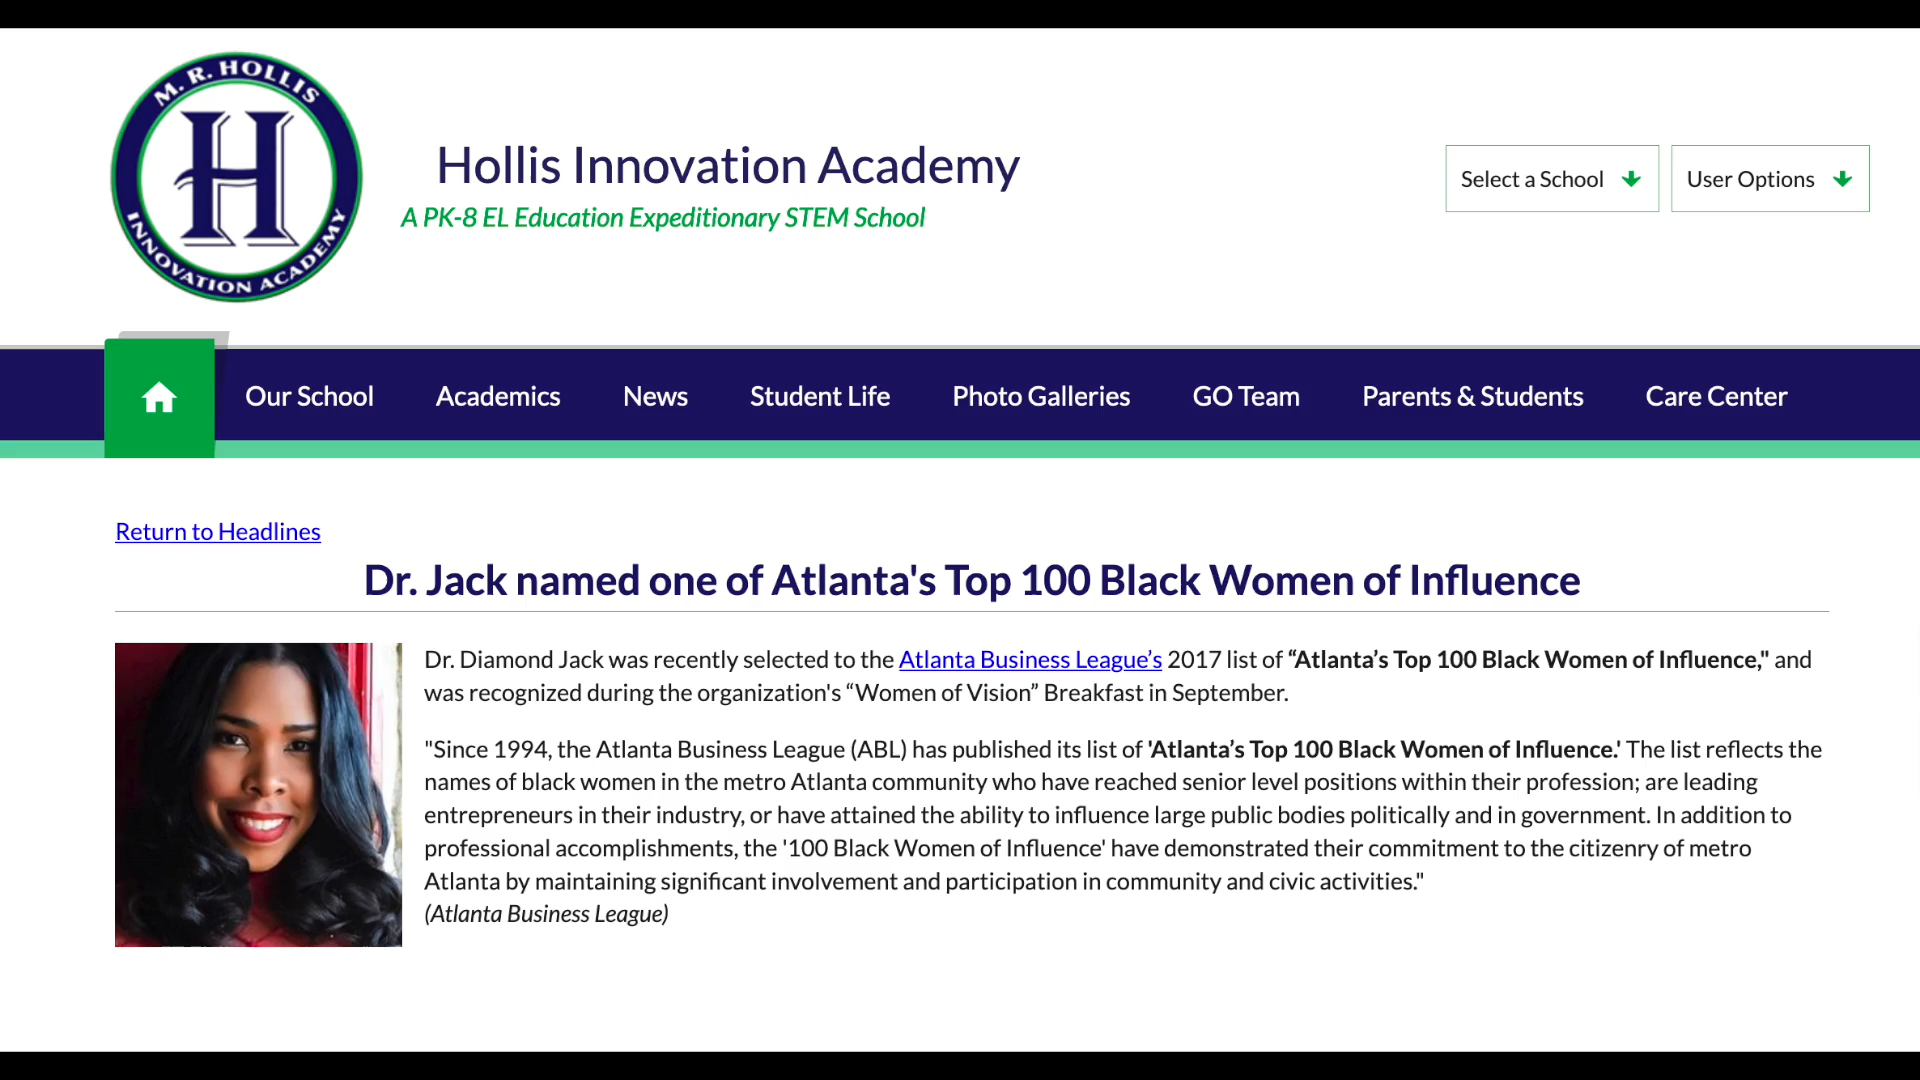 M. R. HOLLIS
H
INNOVATION ACADEMY
Hollis Innovation Academy
A PK-8 EL Education Expeditionary STEM School
Select a School
User Options
Our School
Academics
News
Student Life
Photo Galleries
GO Team
Parents & Students
Care Center
Return to Headlines
Dr. Jack named one of Atlanta's Top 100 Black Women of Influence
Dr. Diamond Jack was recently selected to the Atlanta Business League’s 2017 list of “Atlanta’s Top 100 Black Women of Influence," and
was recognized during the organization's “Women of Vision” Breakfast in September.
"Since 1994, the Atlanta Business League (ABL) has published its list of 'Atlanta’s Top 100 Black Women of Influence.' The list reflects the
names of black women in the metro Atlanta community who have reached senior level positions within their profession; are leading
entrepreneurs in their industry, or have attained the ability to influence large public bodies politically and in government. In addition to
professional accomplishments, the '100 Black Women of Influence' have demonstrated their commitment to the citizenry of metro
Atlanta by maintaining significant involvement and participation in community and civic activities."
(Atlanta Business League)